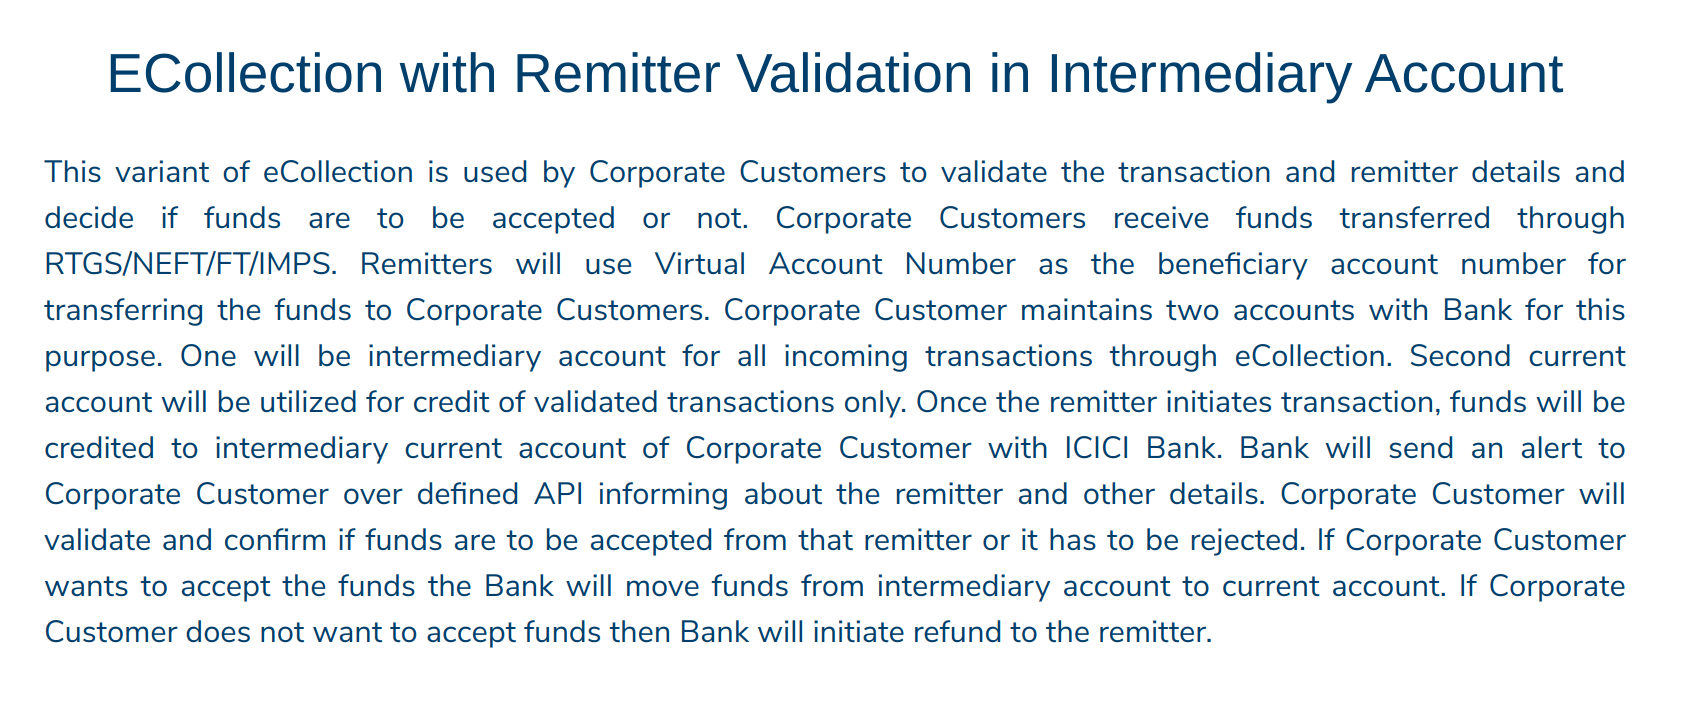 ECollection with Remitter Validation in Intermediary Account
This variant of eCollection is used by Corporate Customers to validate the transaction and remitter details and
decide if funds are to be accepted or not. Corporate Customers receive funds transferred through
RTGS/NEFT/FT/IMPS. Remitters will use Virtual Account Number as the beneficiary account number for
transferring the funds to Corporate Customers. Corporate Customer maintains two accounts with Bank for this
purpose. One will be intermediary account for all incoming transactions through eCollection. Second current
account will be utilized for credit of validated transactions only. Once the remitter initiates transaction, funds will be
credited to intermediary current account of Corporate Customer with ICICI Bank. Bank will send an alert to
Corporate Customer over defined API informing about the remitter and other details. Corporate Customer will
validate and confirm if funds are to be accepted from that remitter or it has to be rejected. If Corporate Customer
wants to accept the funds the Bank will move funds from intermediary account to current account. If Corporate
Customer does not want to accept funds then Bank will initiate refund to the remitter.